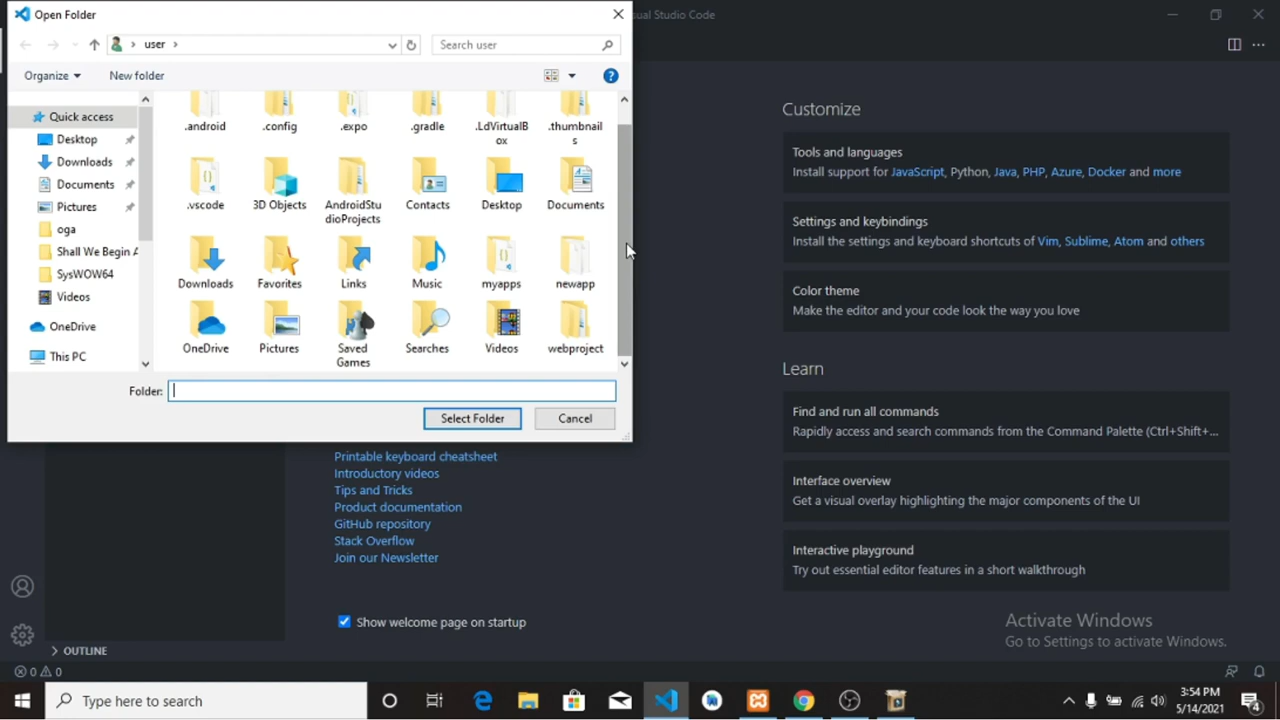 Open Folder
sual Studio Code
user
Search user
Organize
New folder
Quick access
Desktop
Downloads
Documents
Pictures
oga
Shall We Begin A
SysWOW64
Videos
OneDrive
This PC
.android
.config
.expo
.gradle
.LdVirtualB
ox
.thumbnail
s
.vscode
3D Objects
AndroidStu
dioProjects
Contacts
Desktop
Documents
Downloads
Favorites
Links
Music
myapps
newapp
OneDrive
Pictures
Saved
Games
Searches
Videos
webproject
Folder:
Select Folder
Cancel
Customize
Tools and languages
Install support for JavaScript, Python, Java, PHP, Azure, Docker and more
Settings and keybindings
Install the settings and keyboard shortcuts of Vim, Sublime, Atom and others
Color theme
Make the editor and your code look the way you love
Learn
Find and run all commands
Rapidly access and search commands from the Command Palette (Ctrl+Shift+...
Interface overview
Get a visual overlay highlighting the major components of the UI
Interactive playground
Try out essential editor features in a short walkthrough
Printable keyboard cheatsheet
Introductory videos
Tips and Tricks
Product documentation
GitHub repository
Stack Overflow
Join our Newsletter
Show welcome page on startup
Activate Windows
Go to Settings to activate Windows.
OUTLINE
0 0
Type here to search
3:54 PM
5/14/2021
4